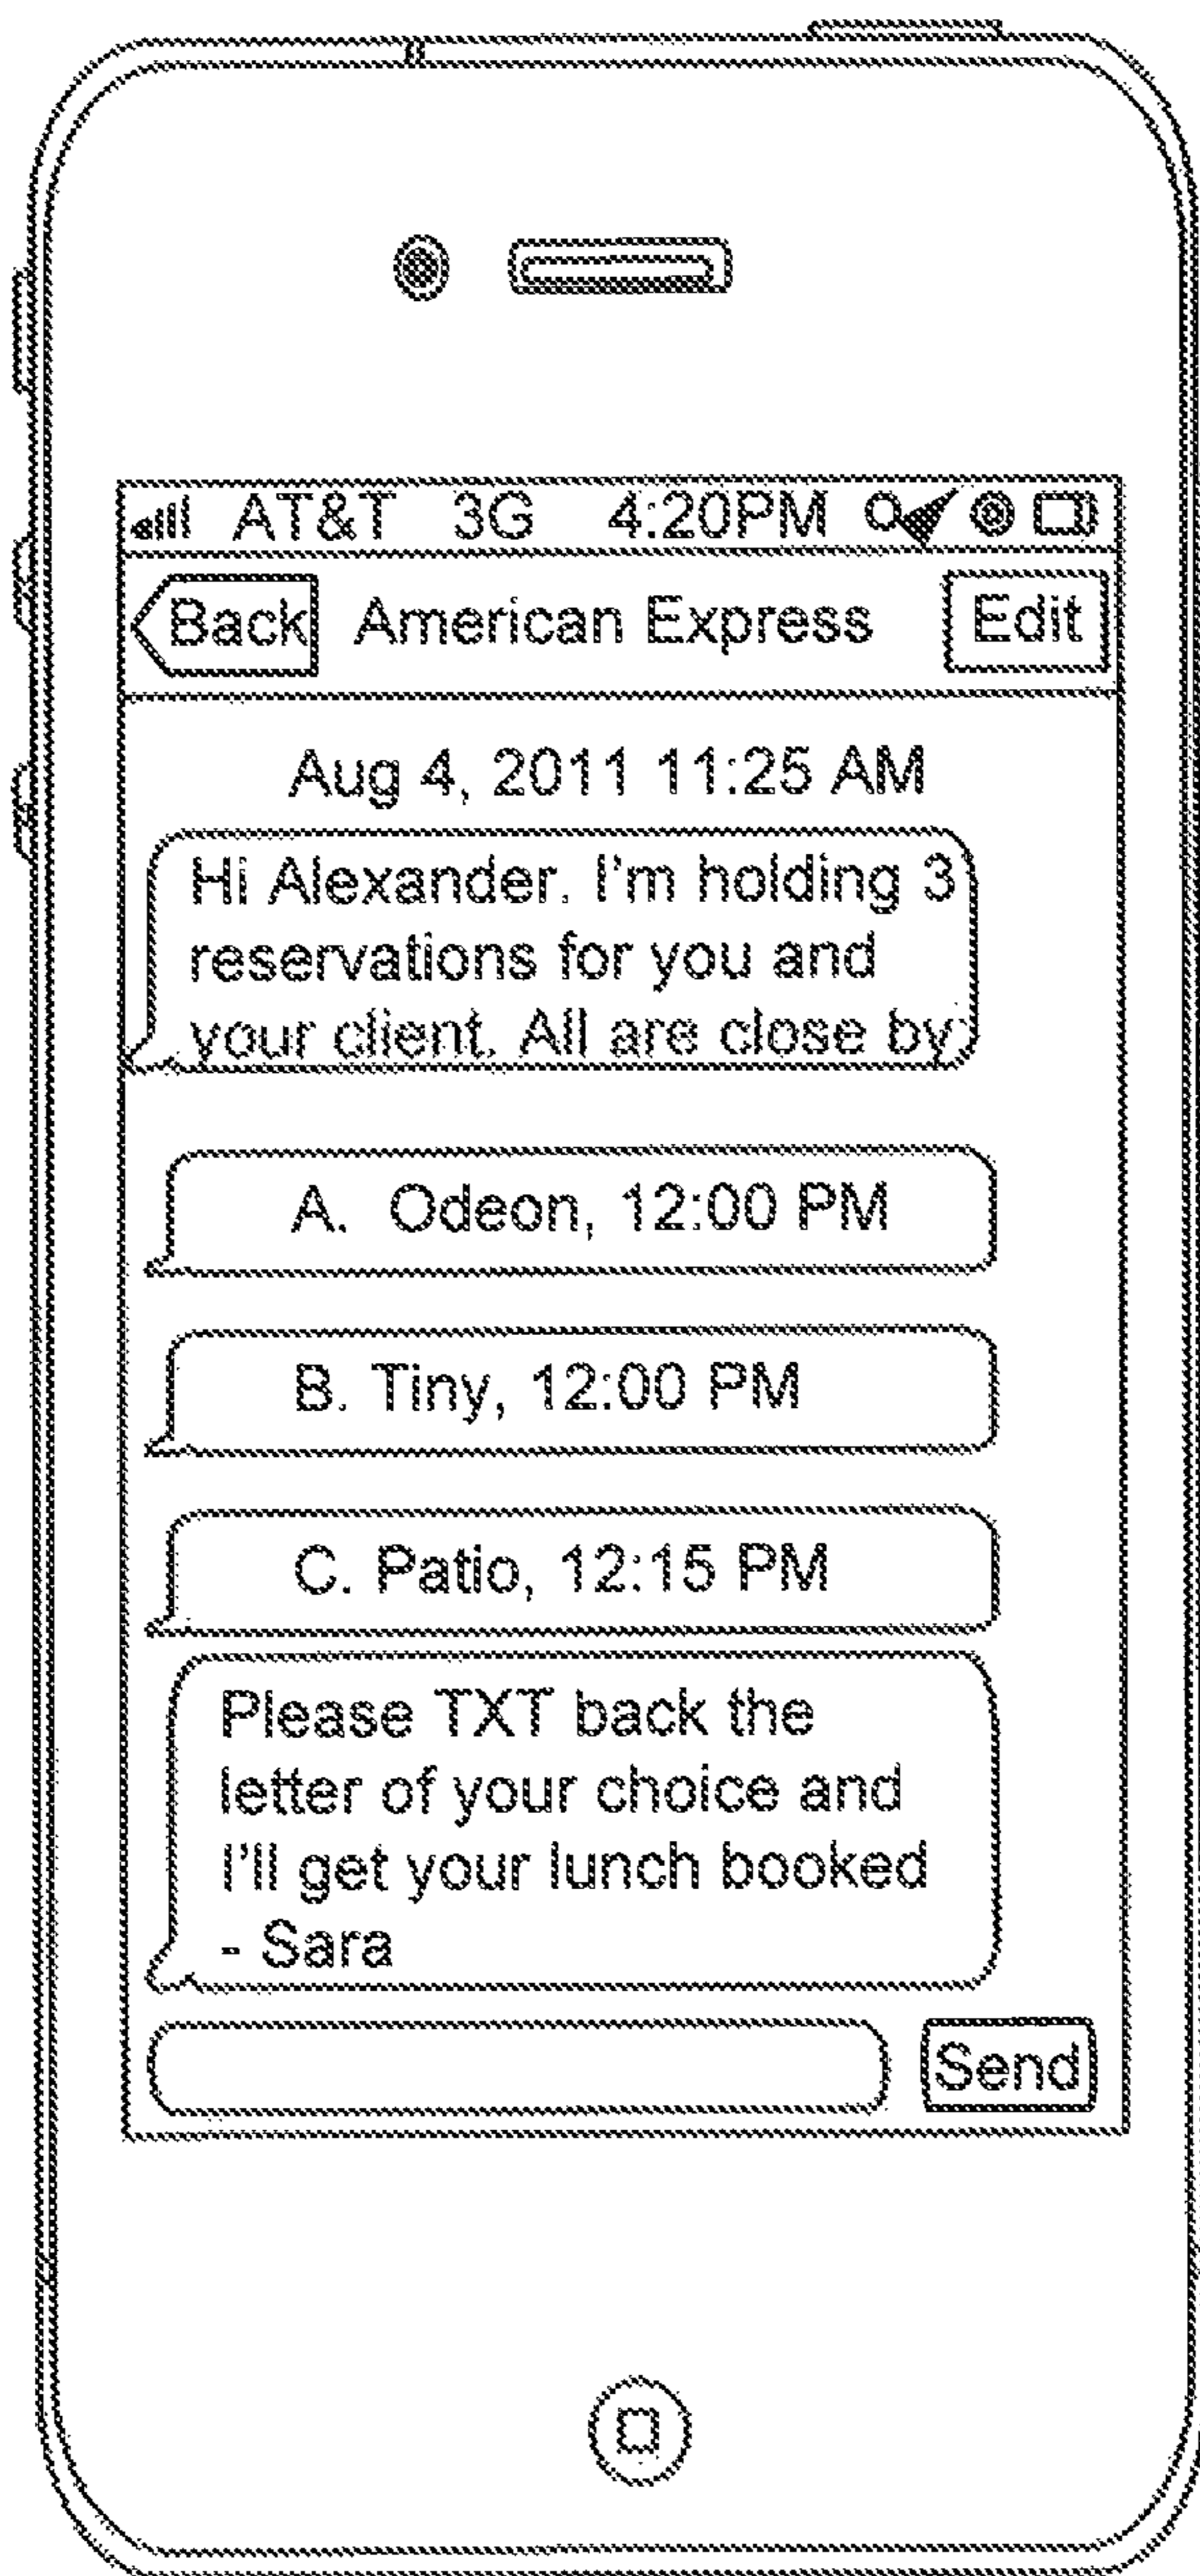 AT&T 3G 4:20PM
Back American Express Edit
Aug 4, 2011 11:25 AM
Hi Alexander. I'm holding 3
reservations for you and
your client. All are close by
A. Odeon, 12:00 PM
B. Tiny, 12:00 PM
C. Patio, 12:15 PM
Please TXT back the
letter of your choice and
I'll get your lunch booked
- Sara
Send